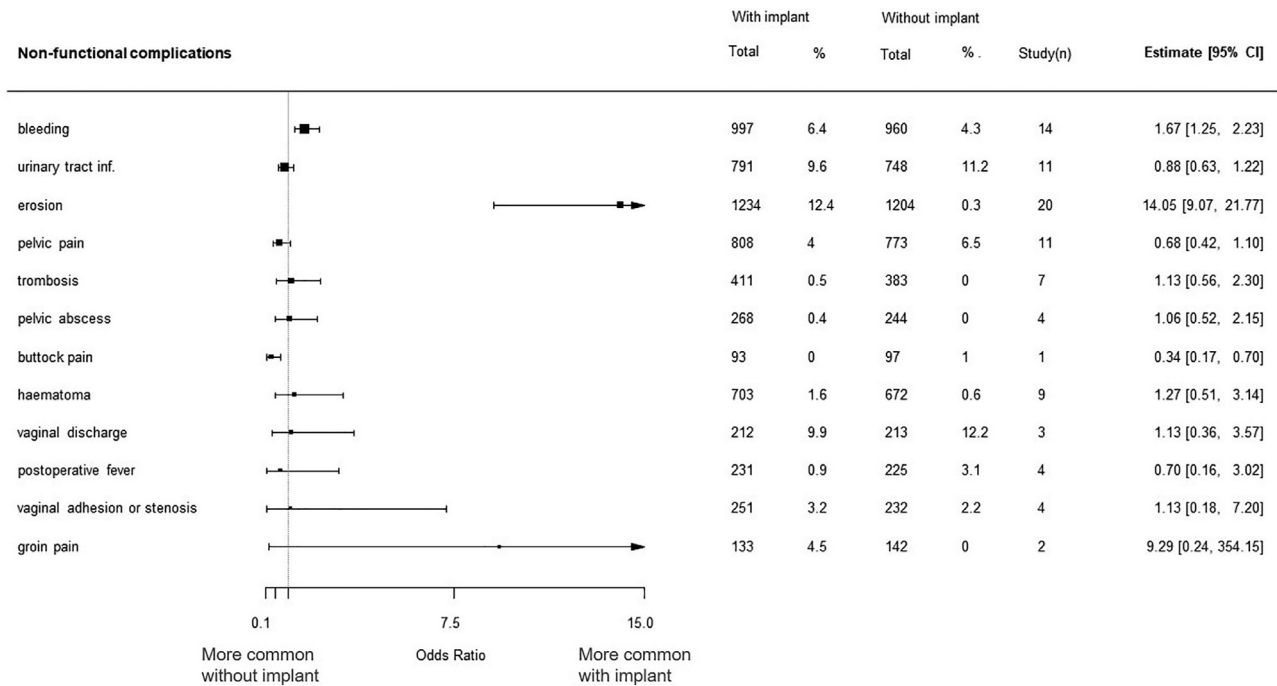 With implant Without implant
Non-functional complications Total % Total % . Study(n) Estimate [95% CI]
bleeding 997 6.4 960 4.3 14 1.67 [1.25, 2.23]
urinary tract inf. 791 9.6 748 11.2 11 0.88 [0.63, 1.22]
erosion 1234 12.4 1204 0.3 20 14.05 [9.07, 21.77]
pelvic pain 808 4 773 6.5 11 0.68 [0.42, 1.10]
trombosis 411 0.5 383 0 7 1.13 [0.56, 2.30]
pelvic abscess 268 0.4 244 0 4 1.06 [0.52, 2.15]
buttock pain 93 0 97 1 1 0.34 [0.17, 0.70]
haematoma 703 1.6 672 0.6 9 1.27 [0.51, 3.14]
vaginal discharge 212 9.9 213 12.2 3 1.13 [0.36, 3.57]
postoperative fever 231 0.9 225 3.1 4 0.70 [0.16, 3.02]
vaginal adhesion or stenosis 251 3.2 232 2.2 4 1.13 [0.18, 7.20]
groin pain 133 4.5 142 0 2 9.29 [0.24, 354.15]
0.1 7.5 15.0
More common Odds Ratio More common
without implant with implant